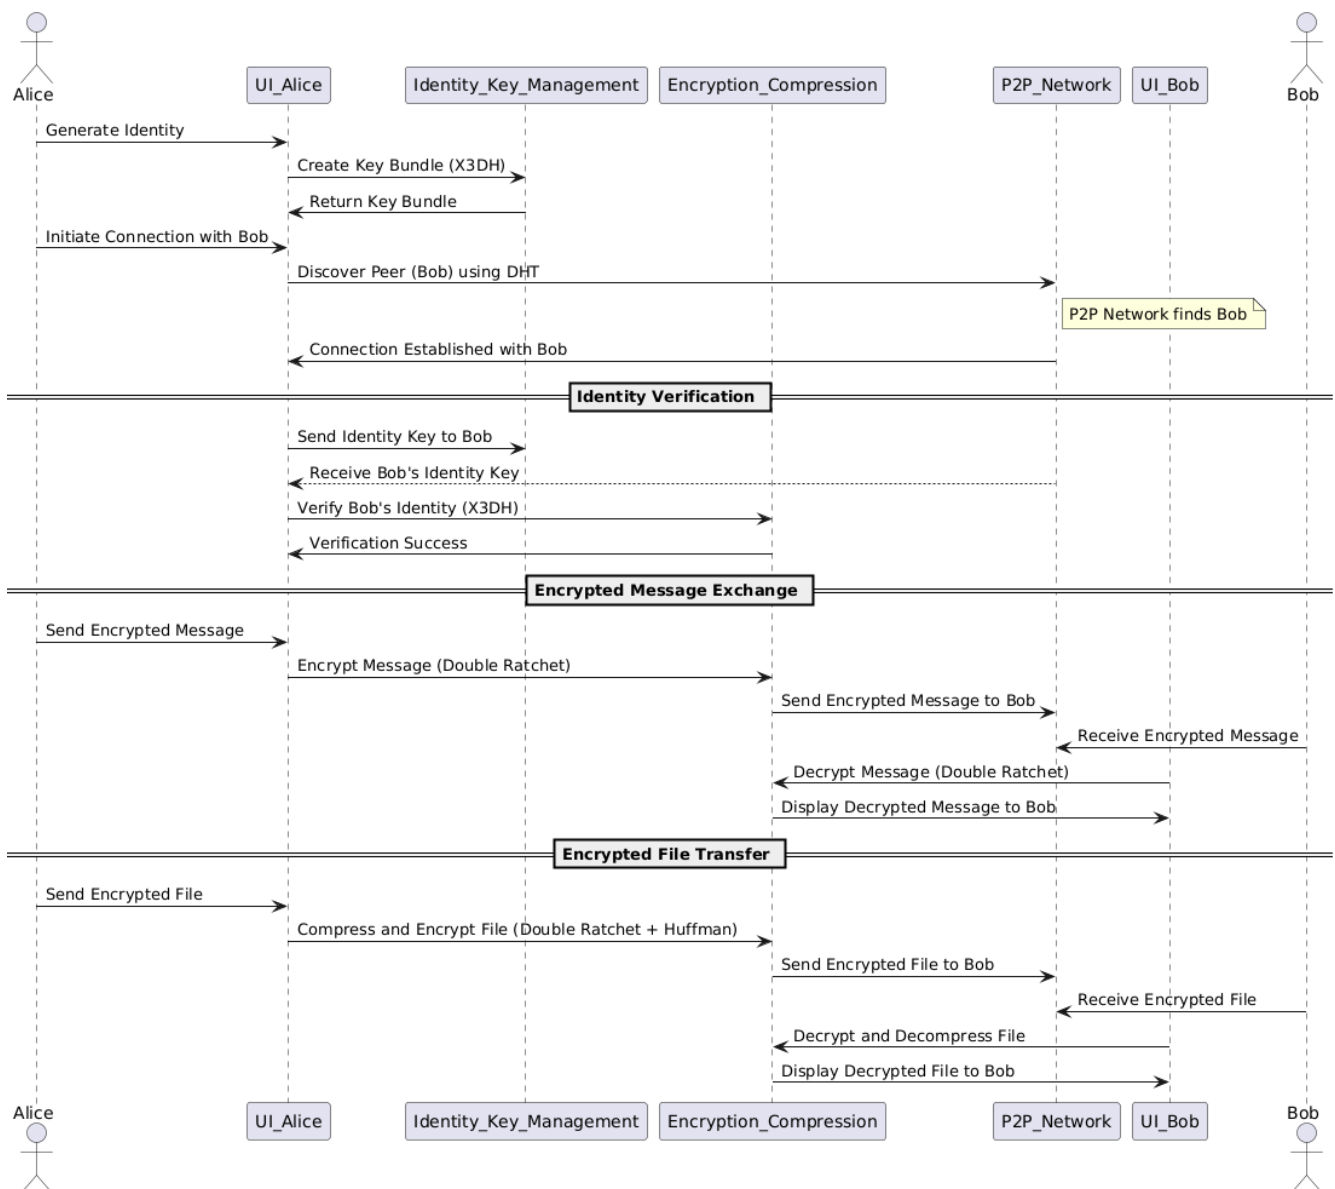 Alice
UI_Alice
Identity_Key_Management
Encryption_Compression
P2P_Network
UI_Bob
Bob
Generate Identity
Create Key Bundle (X3DH)
Return Key Bundle
Initiate Connection with Bob
Discover Peer (Bob) using DHT
P2P Network finds Bob
Connection Established with Bob
Identity Verification
Send Identity Key to Bob
Receive Bob's Identity Key
Verify Bob's Identity (X3DH)
Verification Success
Encrypted Message Exchange
Send Encrypted Message
Encrypt Message (Double Ratchet)
Send Encrypted Message to Bob
Receive Encrypted Message
Decrypt Message (Double Ratchet)
Display Decrypted Message to Bob
Encrypted File Transfer
Send Encrypted File
Compress and Encrypt File (Double Ratchet + Huffman)
Send Encrypted File to Bob
Receive Encrypted File
Decrypt and Decompress File
Display Decrypted File to Bob
Alice
UI_Alice
Identity_Key_Management
Encryption_Compression
P2P_Network
UI_Bob
Bob